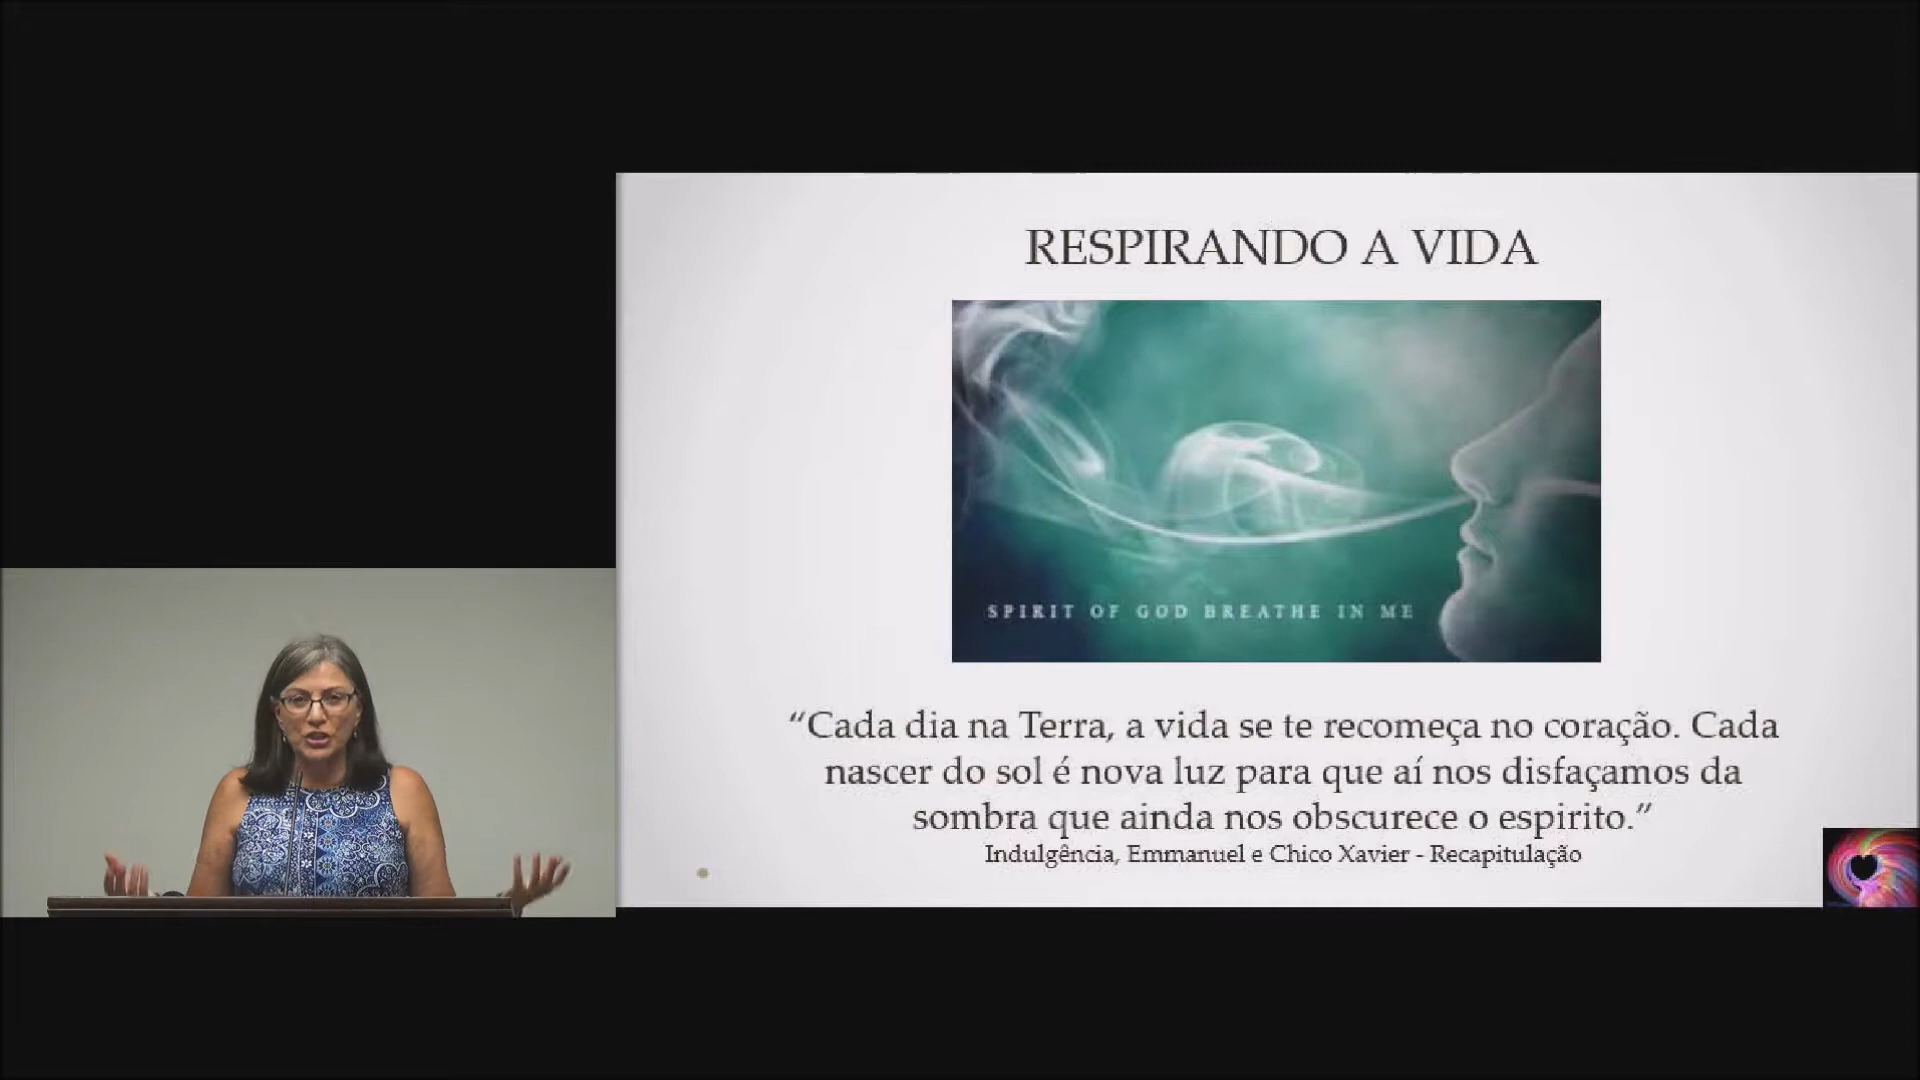 RESPIRANDO A VIDA
SPIRIT OF GOD BREATHE IN ME
“Cada dia na Terra, a vida se te recomeça no coração. Cada
nascer do sol é nova luz para que aí nos disfaçamos da
sombra que ainda nos obscurece o espirito.”
Indulgência, Emmanuel e Chico Xavier - Recapitulação